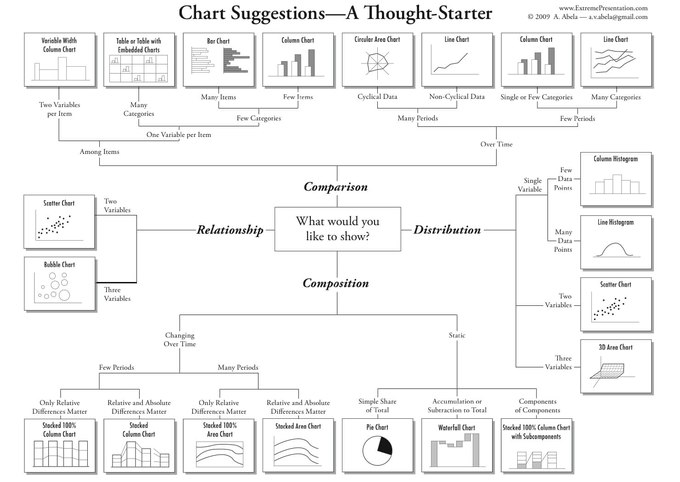 Chart Suggestions—A Thought-Starter
www.ExtremePresentation.com
© 2009 A. Abela — a.v.abela@gmail.com
Variable Width
Column Chart
Table or Table with
Embedded Charts
Bar Chart
Column Chart
Circular Area Chart
Line Chart
Column Chart
Line Chart
Two Variables
per Item
Many
Categories
Many Items
Few Items
Cyclical Data
Non-Cyclical Data
Single or Few Categories
Many Categories
Few Categories
Many Periods
Few Periods
One Variable per Item
Among Items
Over Time
Comparison
Scatter Chart
Two
Variables
Bubble Chart
Three
Variables
Relationship
What would you
like to show?
Distribution
Single
Variable
Few
Data
Points
Column Histogram
Many
Data
Points
Line Histogram
Two
Variables
Scatter Chart
Three
Variables
3D Area Chart
Composition
Changing
Over Time
Static
Few Periods
Many Periods
Only Relative
Differences Matter
Relative and Absolute
Differences Matter
Only Relative
Differences Matter
Relative and Absolute
Differences Matter
Simple Share
of Total
Accumulation or
Subtraction to Total
Components
of Components
Stacked 100%
Column Chart
Stacked
Column Chart
Stacked 100%
Area Chart
Stacked Area Chart
Pie Chart
Waterfall Chart
Stacked 100% Column Chart
with Subcomponents